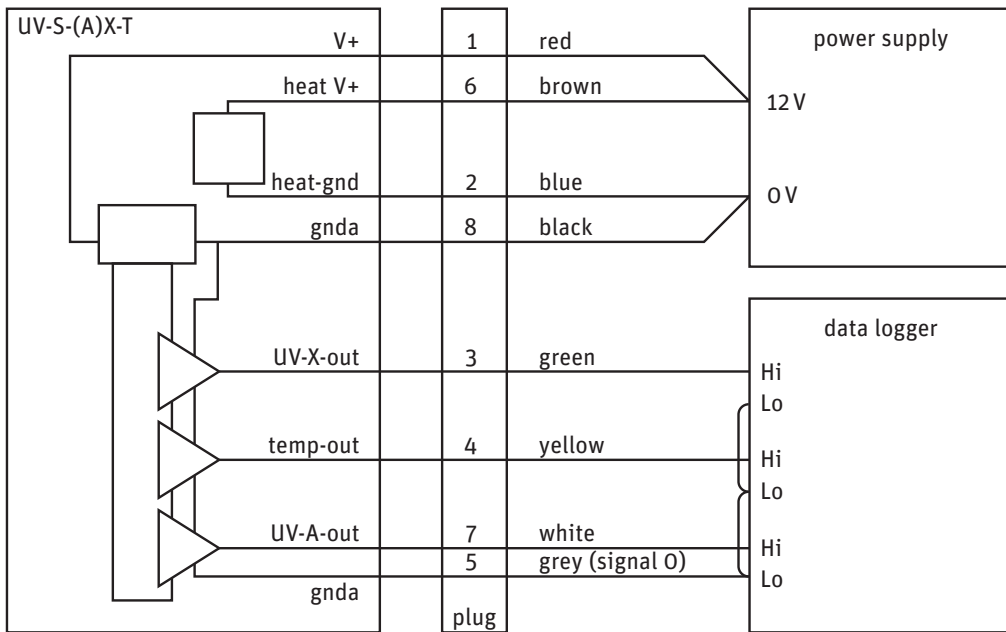 UV-S-(A)X-T
V+ 1 red
power supply
heat V+ 6 brown
12 V
heat-gnd 2 blue
0 V
gnda 8 black
data logger
UV-X-out 3 green
Hi
Lo
temp-out 4 yellow
Hi
Lo
UV-A-out 7 white
Hi
5 grey (signal 0)
Lo
gnda
plug